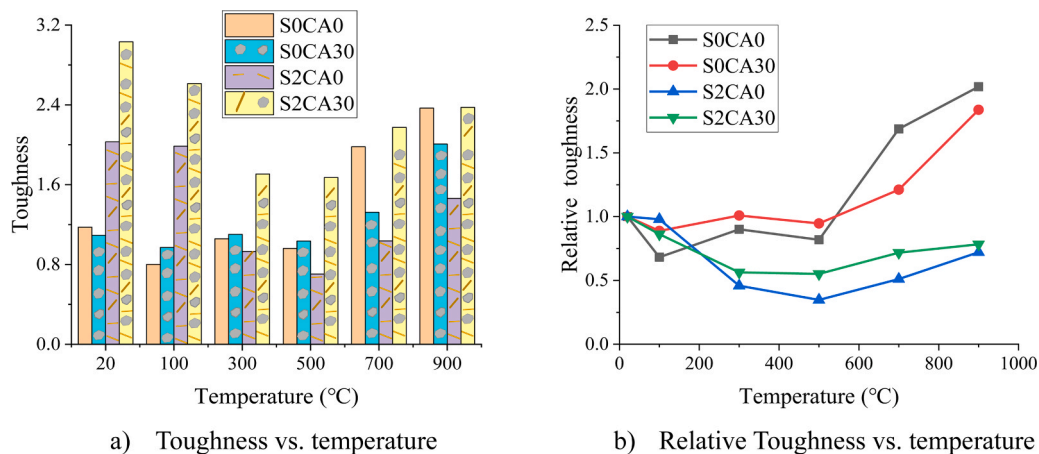 3.2
2.4
1.6
0.8
0.0
Toughness
S0CA0
S0CA30
S2CA0
S2CA30
20 100 300 500 700 900
Temperature (℃)
a) Toughness vs. temperature
2.5
2.0
1.5
1.0
0.5
0.0
Relative toughness
S0CA0
S0CA30
S2CA0
S2CA30
0 200 400 600 800 1000
Temperature (℃)
b) Relative Toughness vs. temperature